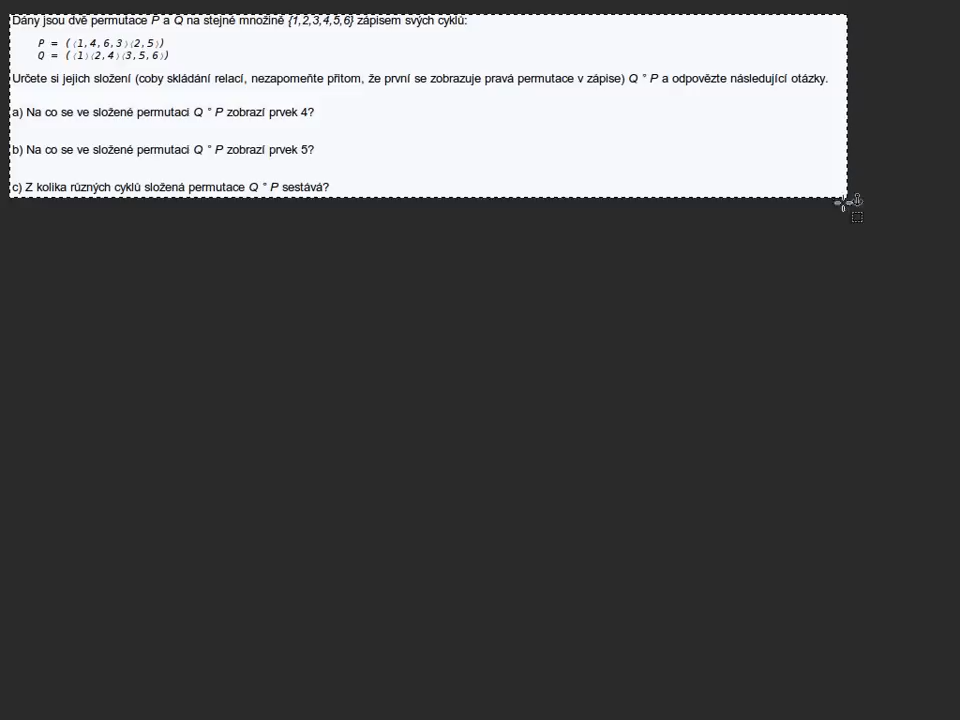 Dány jsou dvě permutace P a Q na stejné množině {1,2,3,4,5,6} zápisem svých cyklů:
P = ((1,4,6,3)(2,5))
Q = ((1)(2,4)(3,5,6))
Určete si jejich složení (coby skládání relací, nezapomeňte přitom, že první se zobrazuje pravá permutace v zápise) Q ° P a odpovězte následující otázky.
a) Na co se ve složené permutaci Q ° P zobrazí prvek 4?
b) Na co se ve složené permutaci Q ° P zobrazí prvek 5?
c) Z kolika různých cyklů složená permutace Q ° P sestává?